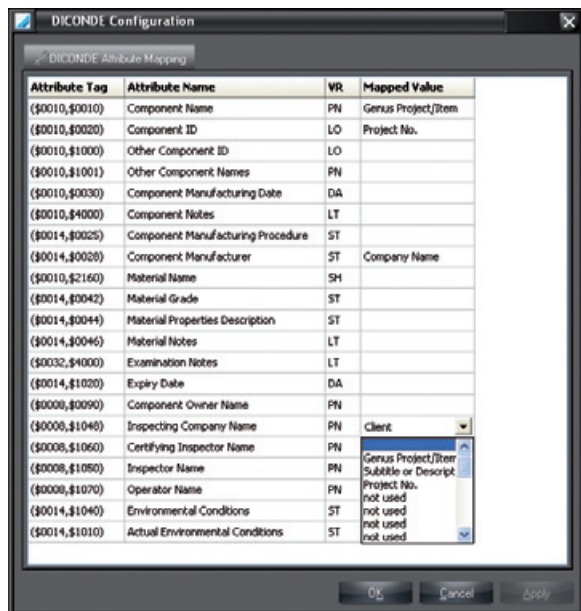 DICONDE Configuration
DICONDE Attribute Mapping
Attribute Tag Attribute Name VR Mapped Value
($0010,$0010) Component Name PN Genus Project/Item
($0010,$0020) Component ID LO Project No.
($0010,$1000) Other Component ID LO
($0010,$1001) Other Component Names PN
($0010,$0030) Component Manufacturing Date DA
($0010,$4000) Component Notes LT
($0014,$0025) Component Manufacturing Procedure ST
($0014,$0028) Component Manufacturer ST Company Name
($0010,$2160) Material Name SH
($0014,$0042) Material Grade ST
($0014,$0044) Material Properties Description ST
($0014,$0046) Material Notes LT
($0032,$4000) Examination Notes LT
($0014,$1020) Expiry Date DA
($0008,$0090) Component Owner Name PN
($0008,$1048) Inspecting Company Name PN Client
($0008,$1060) Certifying Inspector Name PN
Genus Project/Item
($0008,$1050) Inspector Name PN Subtitle or Descript
Project No.
($0008,$1070) Operator Name PN not used
($0014,$1040) Environmental Conditions ST not used
not used
($0014,$1010) Actual Environmental Conditions ST not used
OK Cancel Apply